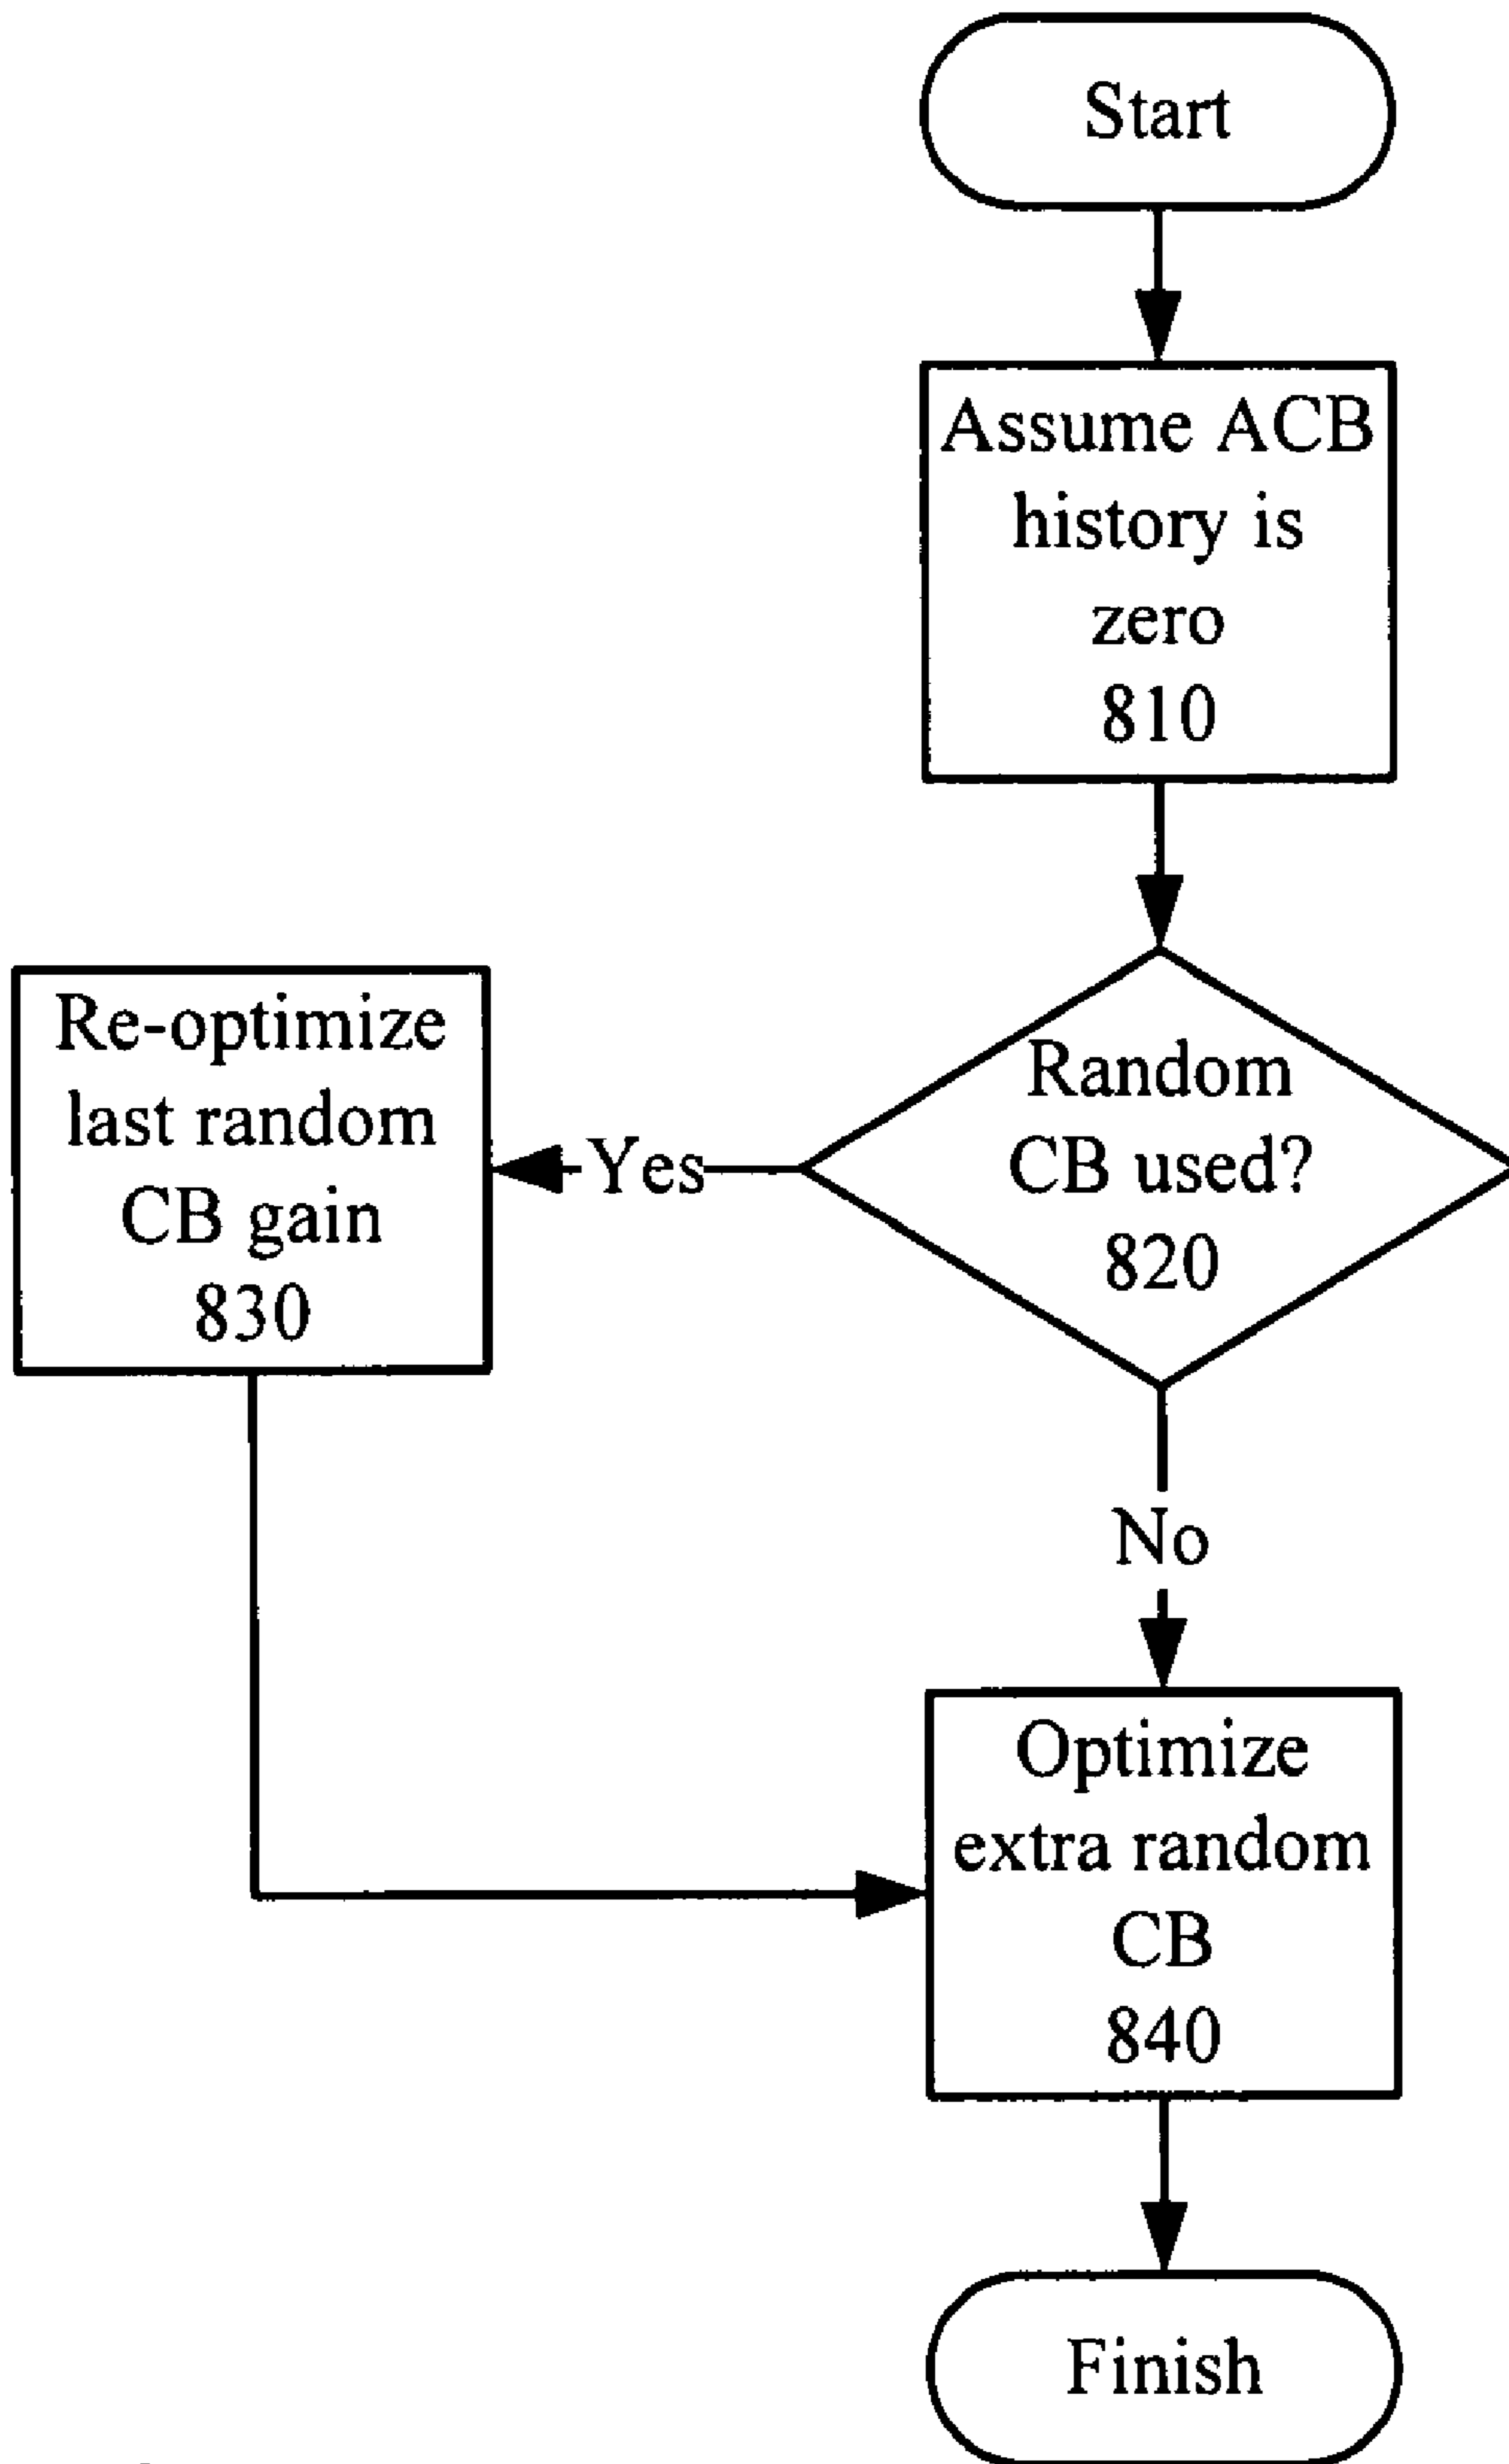 Start
Assume ACB
history is
zero
810
Random
CB used?
820
Yes
Re-optimize
last random
CB gain
830
No
Optimize
extra random
CB
840
Finish